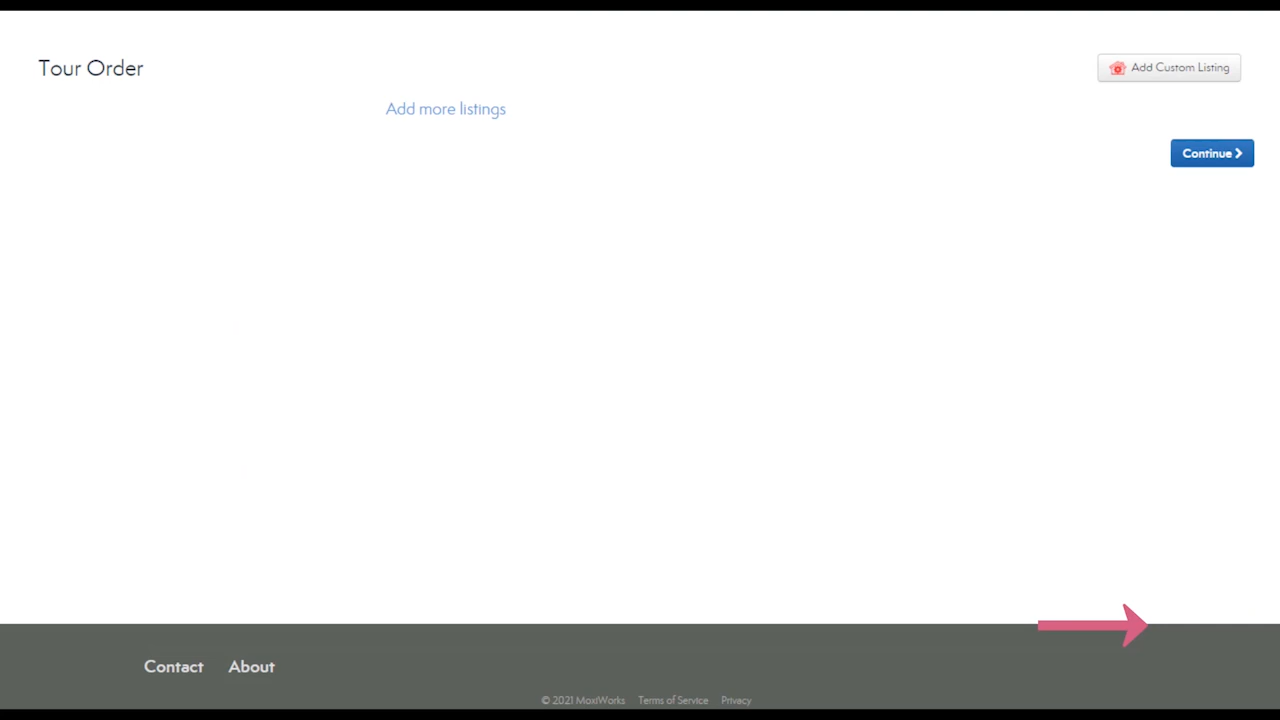 Tour Order
Add Custom Listing
Add more listings
Continue
Contact About
© 2021 MoxiWorks Terms of Service Privacy